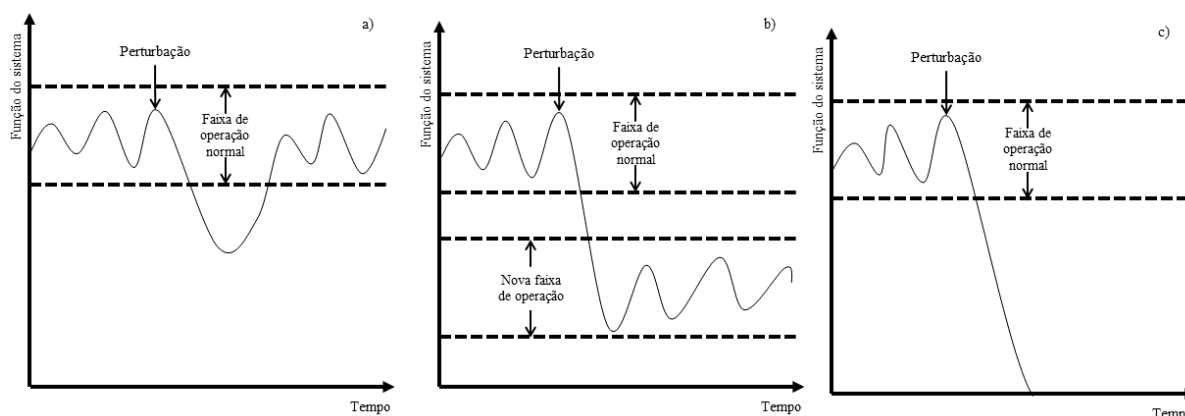 a)
Função do sistema
Perturbação
Faixa de
operação
normal
Tempo
b)
Função do sistema
Perturbação
Faixa de
operação
normal
Nova faixa
de operação
Tempo
c)
Função do sistema
Perturbação
Faixa de
operação
normal
Tempo